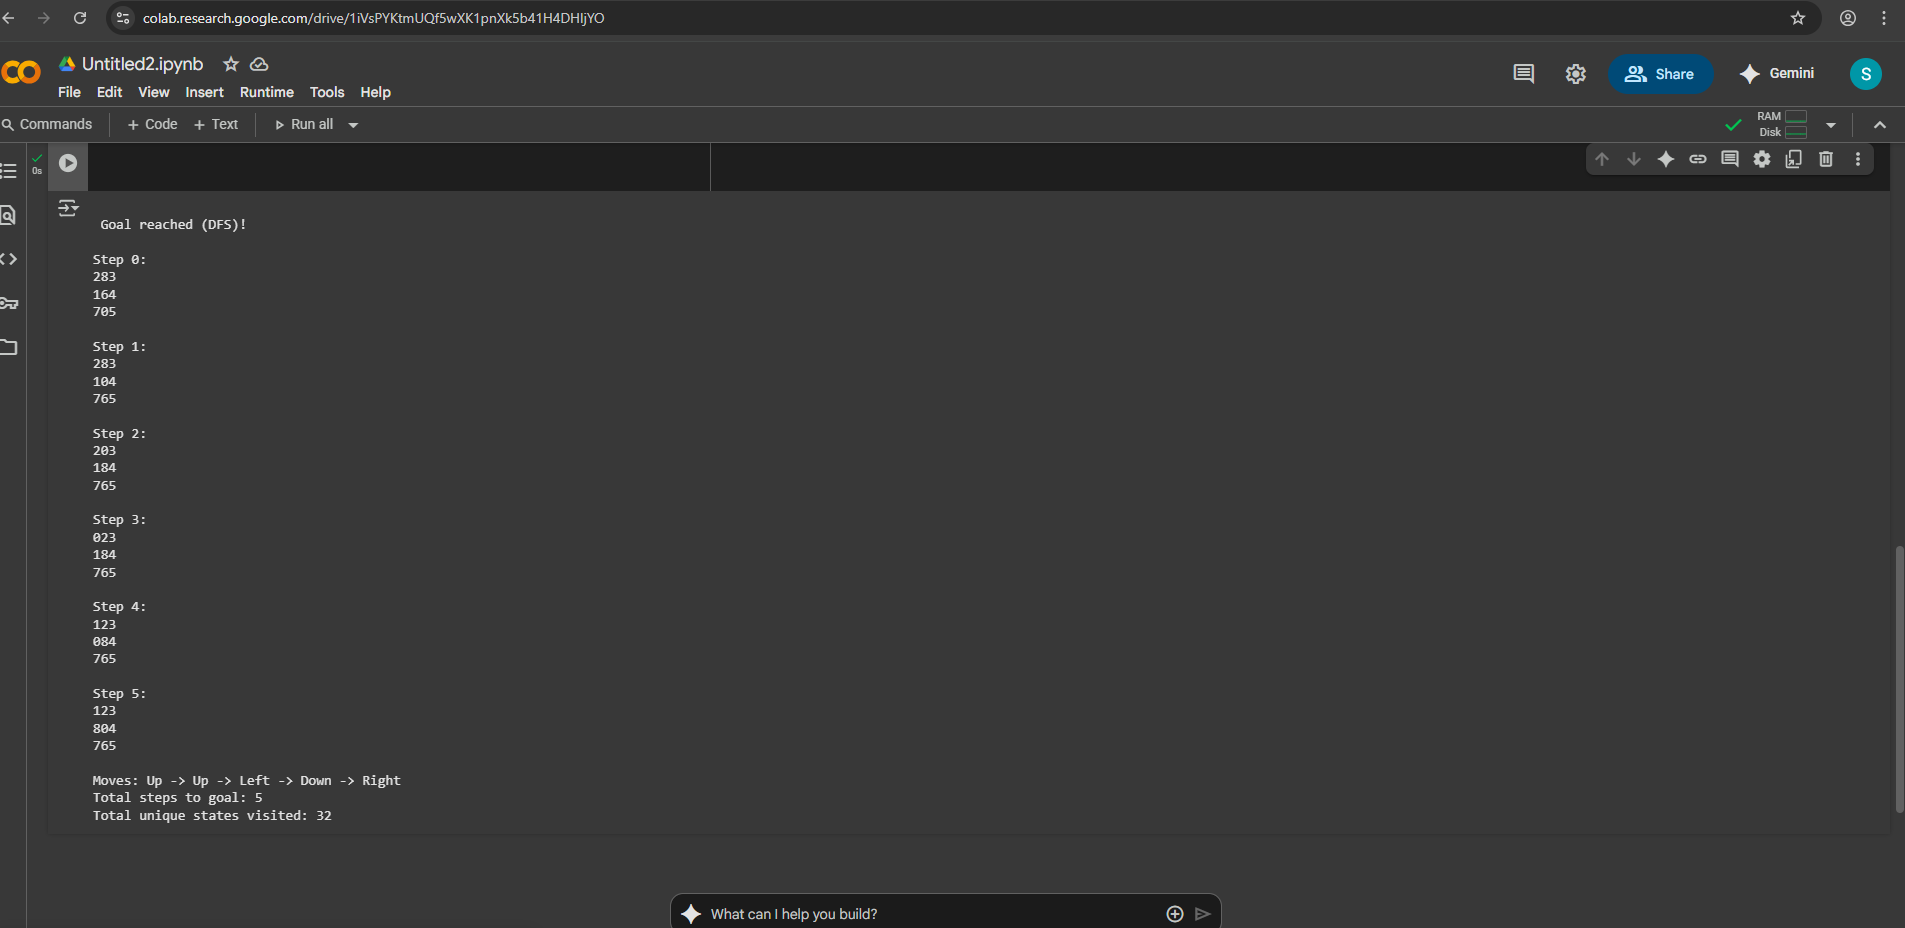 colab.research.google.com/drive/1iVsPYKtmUQf5wXK1pnXk5b41H4DHIjYO
Untitled2.ipynb
File Edit View Insert Runtime Tools Help
Share
Gemini
S
Commands + Code + Text Run all
RAM
Disk
0s
Goal reached (DFS)!
Step 0:
283
164
705
Step 1:
283
104
765
Step 2:
203
184
765
Step 3:
023
184
765
Step 4:
123
084
765
Step 5:
123
804
765
Moves: Up -> Up -> Left -> Down -> Right
Total steps to goal: 5
Total unique states visited: 32
What can I help you build?